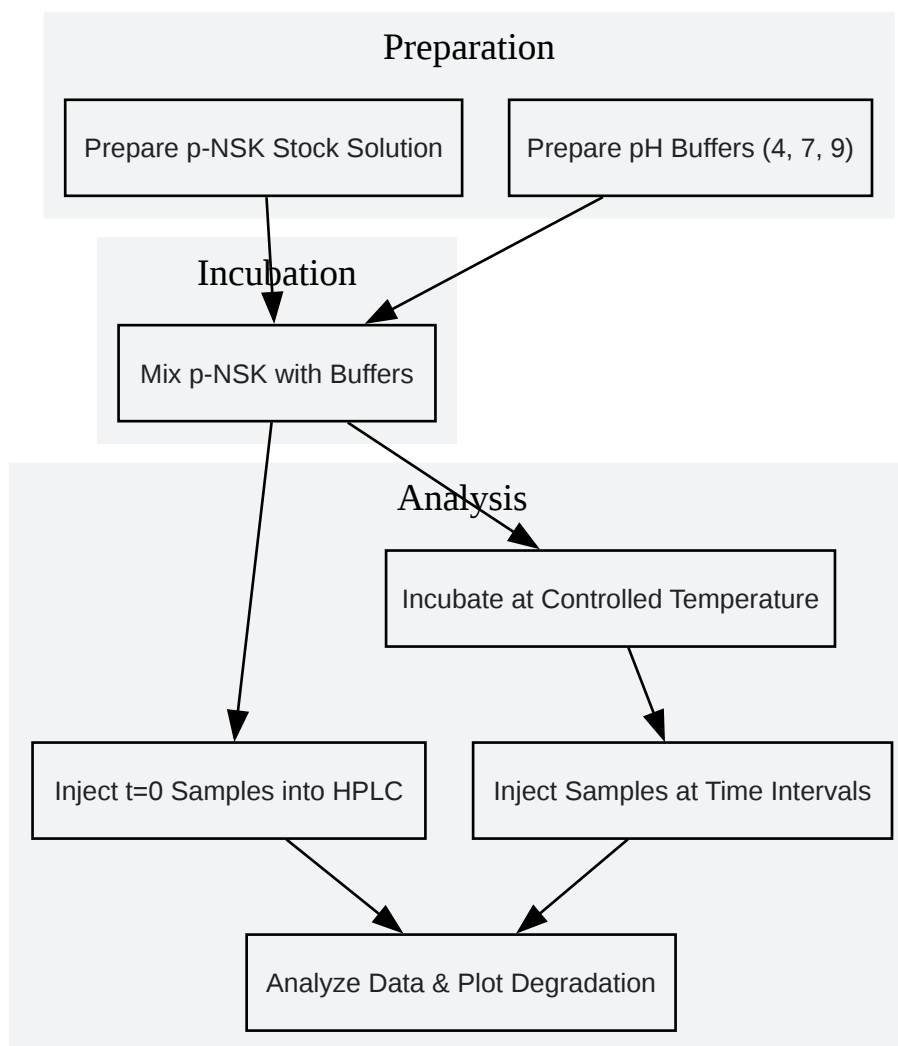 Preparation
Prepare p-NSK Stock Solution
Prepare pH Buffers (4, 7, 9)
Incubation
Mix p-NSK with Buffers
Analysis
Incubate at Controlled Temperature
Inject t=0 Samples into HPLC
Inject Samples at Time Intervals
Analyze Data & Plot Degradation